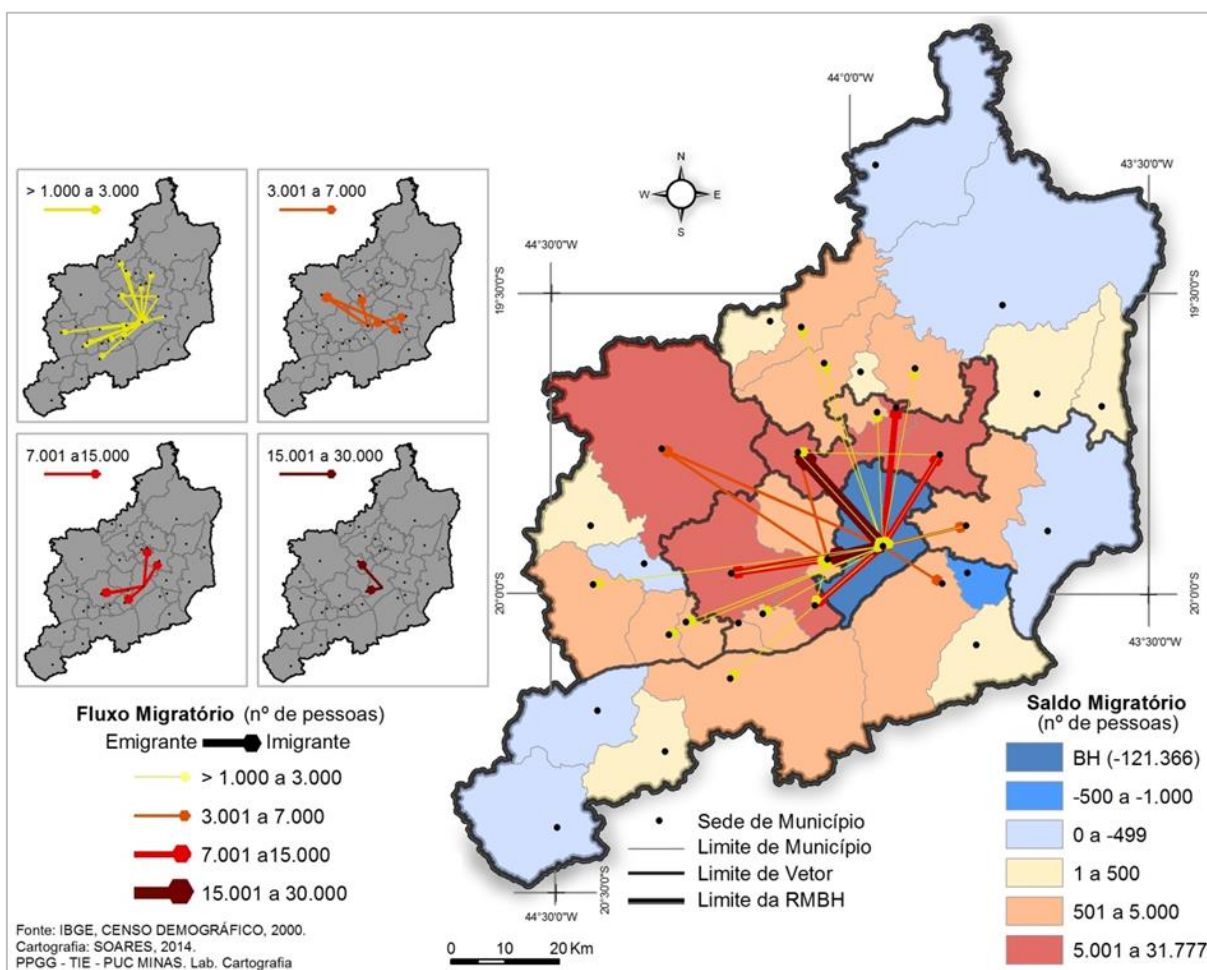 44°0'0"W
43°30'0"W
44°30'0"W
N
W E
S
19°30'0"S
19°30'0"S
20°0'0"S
20°0'0"S
43°30'0"W
20°30'0"S
44°30'0"W
> 1.000 a 3.000
3.001 a 7.000
7.001 a15.000
15.001 a 30.000
Fluxo Migratório (nº de pessoas)
Emigrante Imigrante
> 1.000 a 3.000
3.001 a 7.000
7.001 a15.000
15.001 a 30.000
Fonte: IBGE, CENSO DEMOGRÁFICO, 2000.
Cartografia: SOARES, 2014.
PPGG - TIE - PUC MINAS. Lab. Cartografia
0 10 20 Km
Sede de Município
Limite de Município
Limite de Vetor
Limite da RMBH
Saldo Migratório
(nº de pessoas)
BH (-121.366)
-500 a -1.000
0 a -499
1 a 500
501 a 5.000
5.001 a 31.777